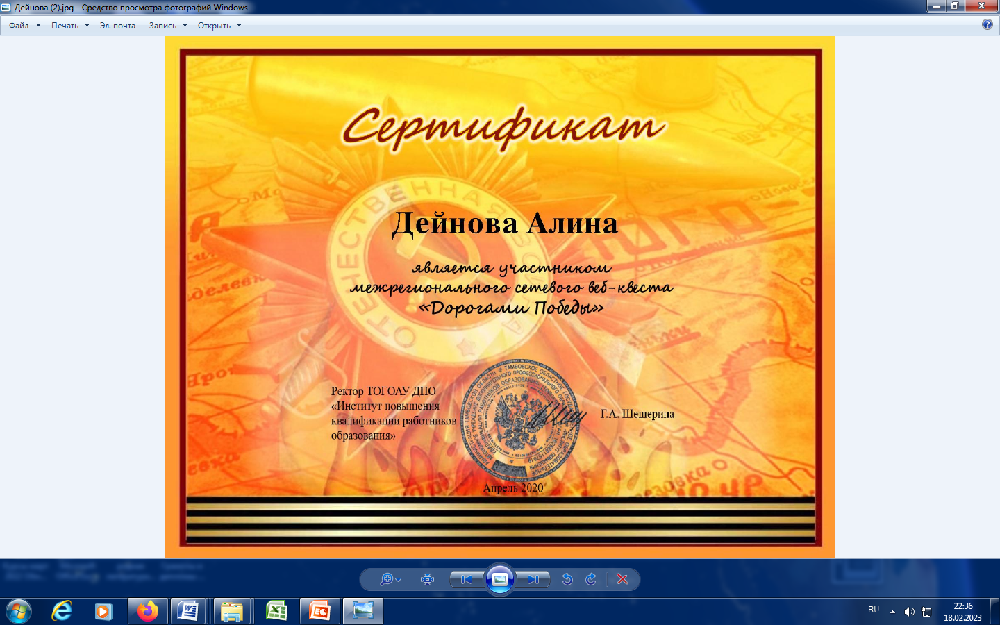 Дейнова (2).jpg - Средство просмотра фотографий Windows
Файл Печать Эл. почта Запись Открыть
Сертификат
ОТЕЧЕСТВЕННАЯ
Дейнова Алина
является участником
межрегионального сетевого веб-квеста
«Дорогами Победы»
Ректор ТОГОАУ ДПО
«Институт повышения
квалификации работников
образования»
Г.А. Шешерина
Апрель 2020
RU
22:36
18.02.2023